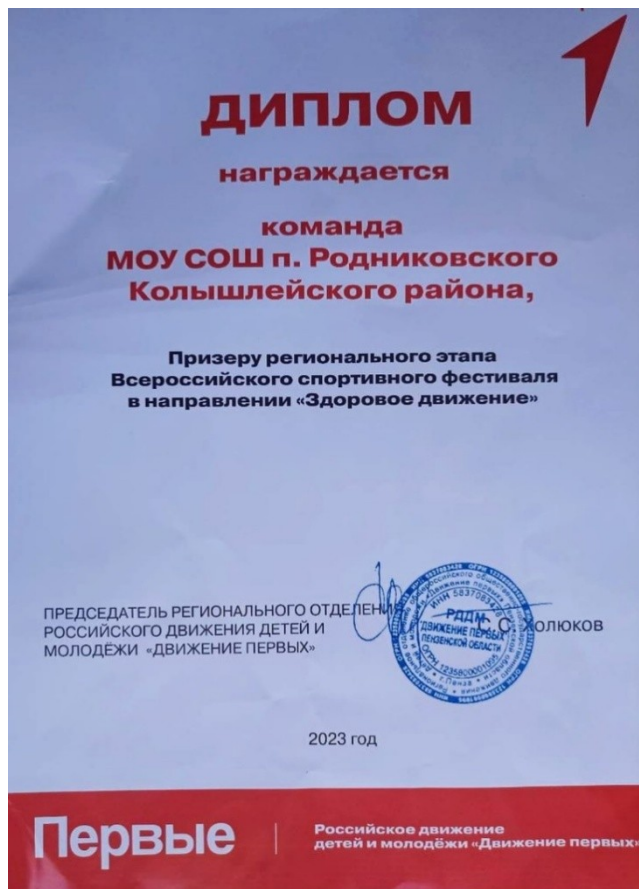 ДИПЛОМ
награждается
команда
МОУ СОШ п. Родниковского
Колышлейского района,
Призеру регионального этапа
Всероссийского спортивного фестиваля
в направлении «Здоровое движение»
ПРЕДСЕДАТЕЛЬ РЕГИОНАЛЬНОГО ОТДЕЛЕНИЯ
РОССИЙСКОГО ДВИЖЕНИЯ ДЕТЕЙ И
МОЛОДЁЖИ «ДВИЖЕНИЕ ПЕРВЫХ»
С. С. Холюков
РДДМ
"ДВИЖЕНИЕ ПЕРВЫХ"
ПЕНЗЕНСКОЙ ОБЛАСТИ
2023 год
Первые
Российское движение
детей и молодёжи «Движение первых»